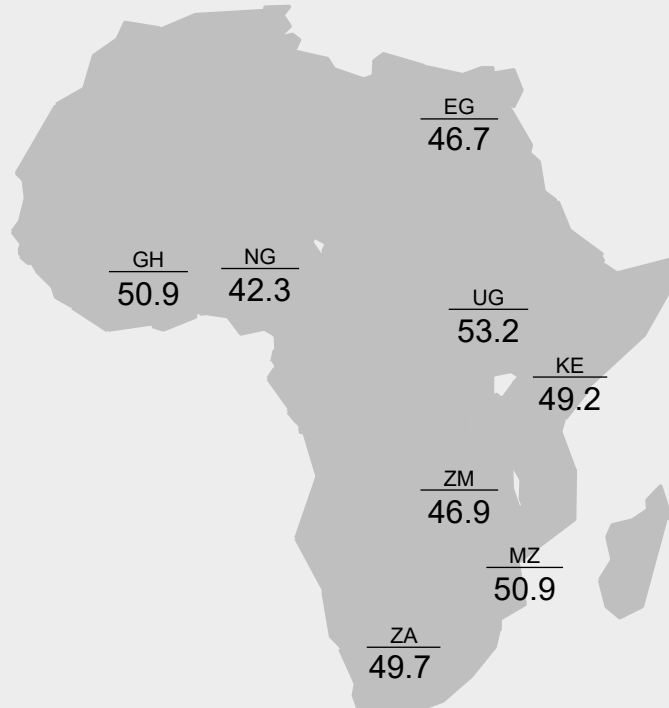 EG
46.7
GH
50.9
NG
42.3
UG
53.2
KE
49.2
ZM
46.9
MZ
50.9
ZA
49.7